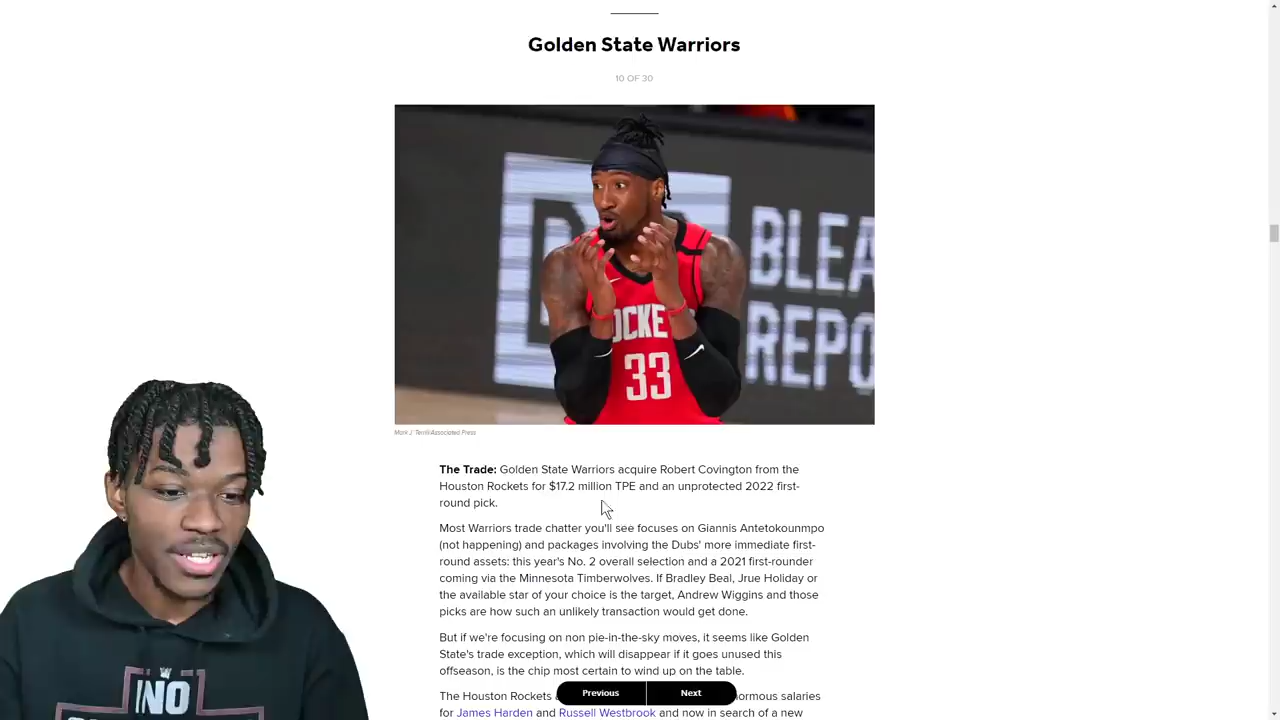 Golden State Warriors
10 OF 30
BLEA
REPO
OCKE
33
Mark J. Terrill/Associated Press
The Trade: Golden State Warriors acquire Robert Covington from the
Houston Rockets for $17.2 million TPE and an unprotected 2022 first-
round pick.
Most Warriors trade chatter you'll see focuses on Giannis Antetokounmpo
(not happening) and packages involving the Dubs' more immediate first-
round assets: this year's No. 2 overall selection and a 2021 first-rounder
coming via the Minnesota Timberwolves. If Bradley Beal, Jrue Holiday or
the available star of your choice is the target, Andrew Wiggins and those
picks are how such an unlikely transaction would get done.
But if we're focusing on non pie-in-the-sky moves, it seems like Golden
State's trade exception, which will disappear if it goes unused this
offseason, is the chip most certain to wind up on the table.
The Houston Rockets
Previous
Next
salaries
for James Harden and Russell Westbrook and now in search of a new
NO